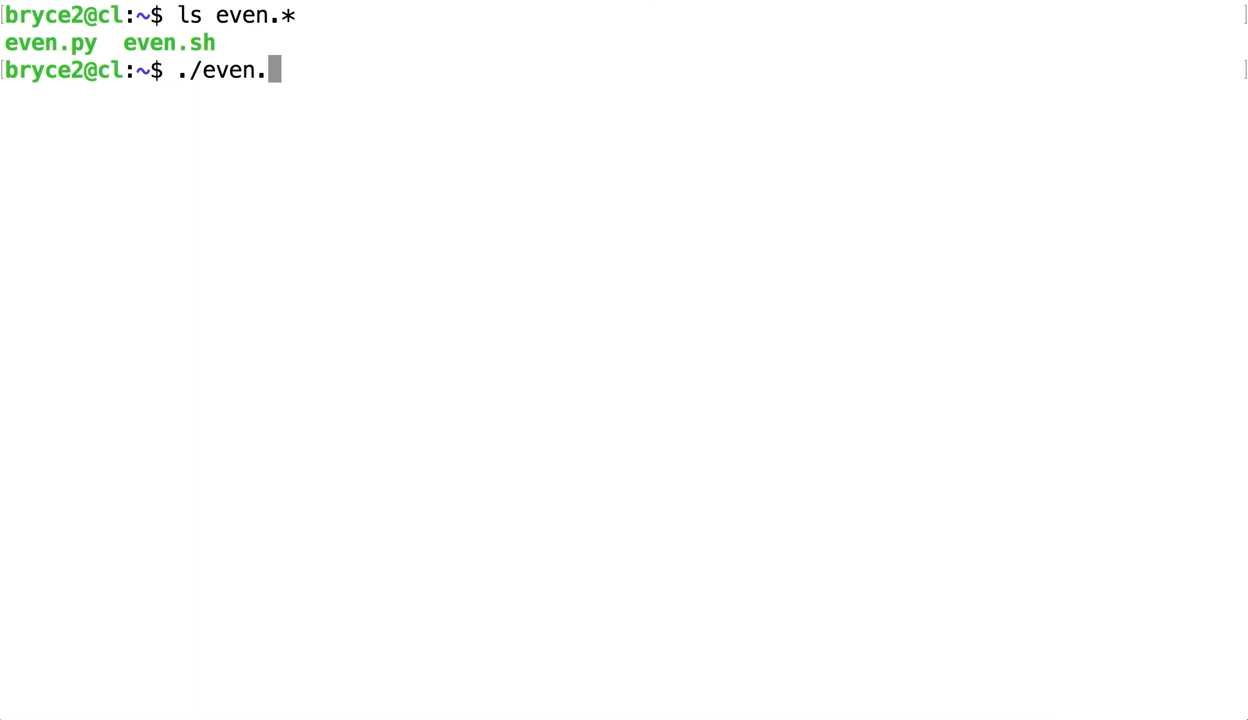 [bryce2@cl:~$ ls even.* ]
even.py  even.sh
[bryce2@cl:~$ ./even. ]